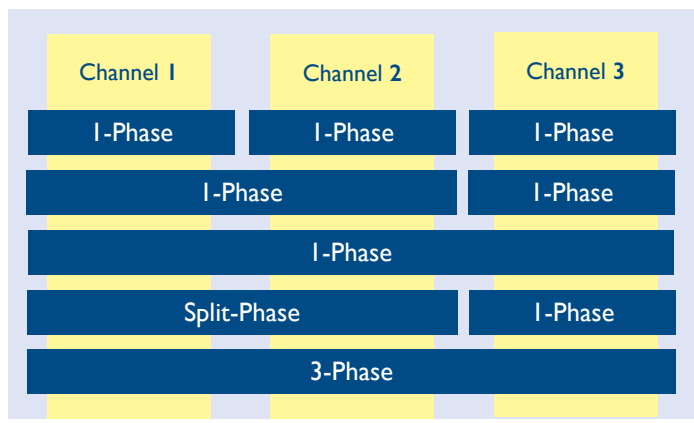 Channel 1 Channel 2 Channel 3
1-Phase 1-Phase 1-Phase
1-Phase 1-Phase
1-Phase
Split-Phase 1-Phase
3-Phase